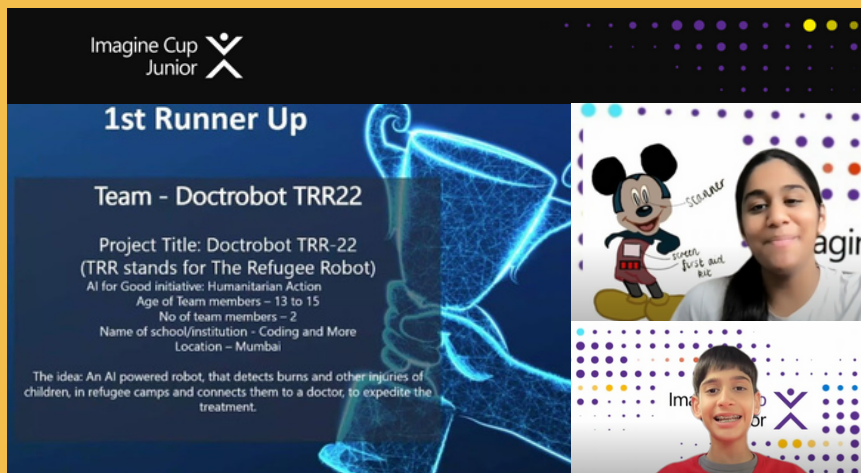 Imagine Cup
Junior
1st Runner Up
Team - Doctrobot TRR22
Project Title: Doctrobot TRR-22
(TRR stands for The Refugee Robot)
AI for Good initiative: Humanitarian Action
Age of Team members – 13 to 15
No of team members – 2
Name of school/institution - Coding and More
Location – Mumbai
The idea: An AI powered robot, that detects burns and other injuries of
children, in refugee camps and connects them to a doctor, to expedite the
treatment.
scanner
screen
first aid
kit
agin
Ima
p
or